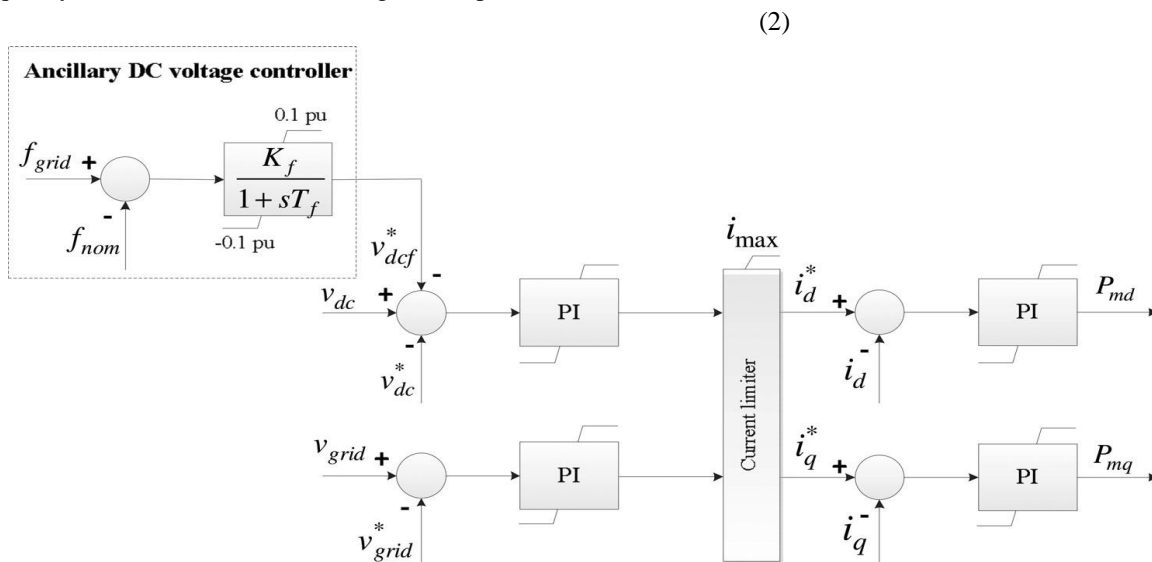 (2)
Ancillary DC voltage controller
0.1 pu
f_grid + 
K_f
1 + sT_f
-
f_nom
-0.1 pu
v*_dcf -
i_max
v_dc +
PI
i*_d +
PI
P_md
-
v*_dc
i_d -
Current limiter
v_grid +
PI
i*_q +
PI
P_mq
-
v*_grid
i_q -